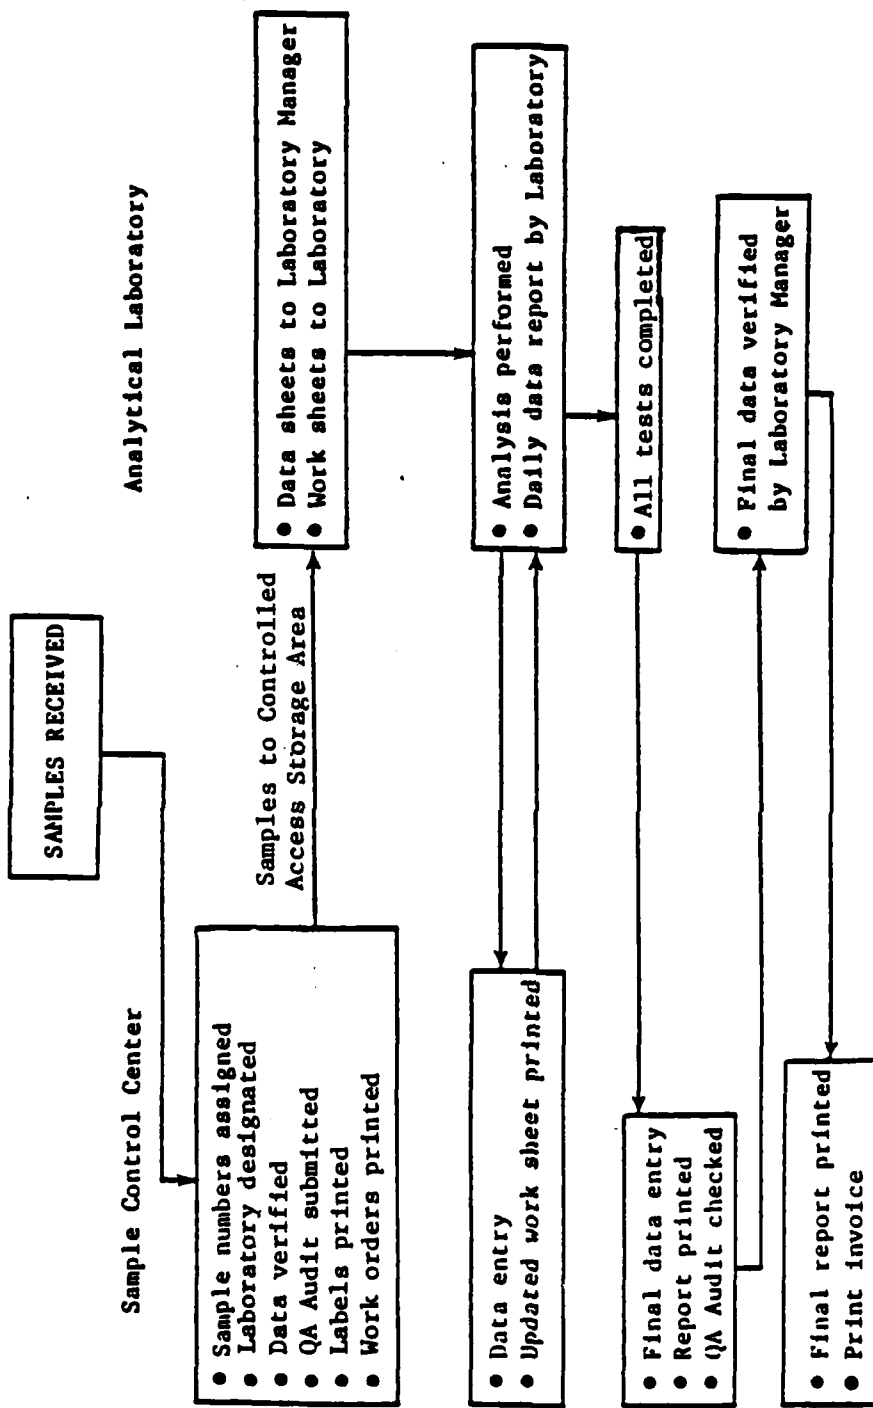 SAMPLES RECEIVED
Sample Control Center
Analytical Laboratory
● Sample numbers assigned
● Laboratory designated
● Data verified
● QA Audit submitted
● Labels printed
● Work orders printed
Samples to Controlled
Access Storage Area
● Data sheets to Laboratory Manager
● Work sheets to Laboratory
● Data entry
● Updated work sheet printed
● Analysis performed
● Daily data report by Laboratory
● All tests completed
● Final data entry
● Report printed
● QA Audit checked
● Final data verified
by Laboratory Manager
● Final report printed
● Print invoice